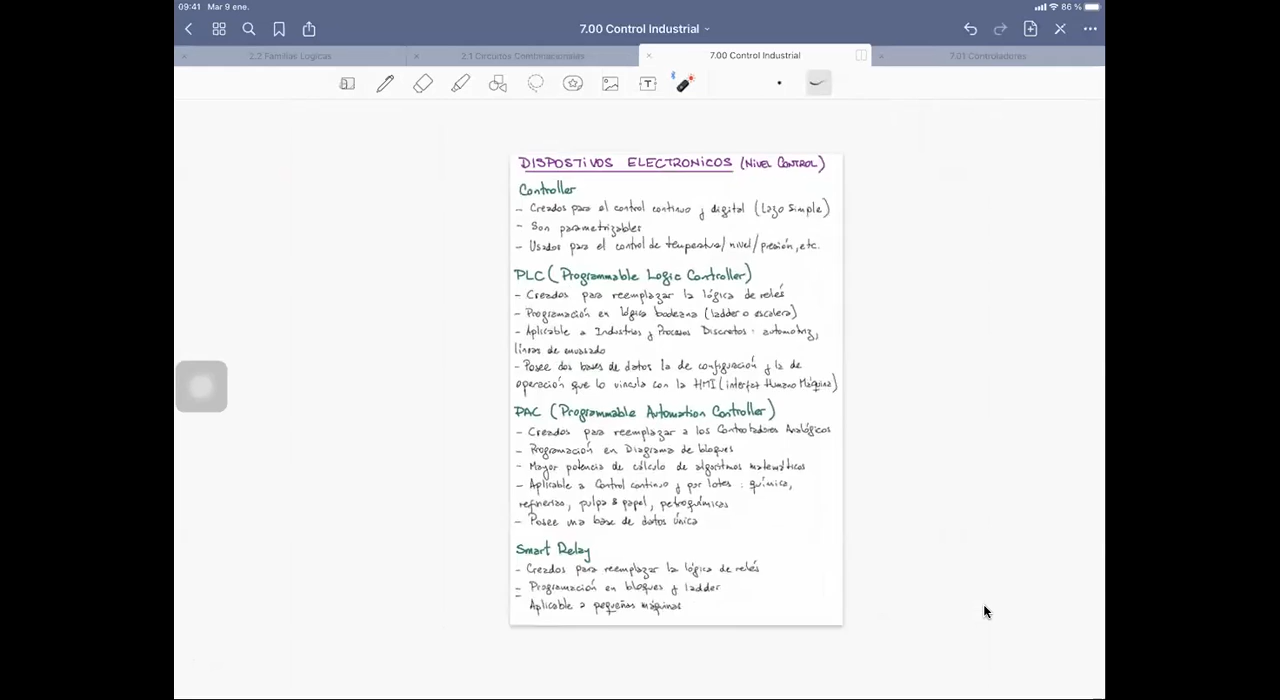 09:41 Mar 9 ene.
86 %
7.00 Control Industrial
2.2 Familias Logicas
2.1 Circuitos Combinacionales
7.00 Control Industrial
7.01 Controladores
DISPOSTIVOS ELECTRONICOS (NIVEL CONTROL)
Controller
- Creados para el control continuo y digital (Lazo Simple)
- Son parametrizables
- Usados para el control de temperatura/nivel/presión, etc.
PLC (Programmable Logic Controller)
- Creados para reemplazar la lógica de relés
- Programación en lógica booleana (ladder o escalera)
- Aplicable a Industrias y Procesos Discretos: automotriz,
líneas de envasado
- Posee dos bases de datos la de configuración y la de
operación que lo vincula con la HMI (interfaz Humano Máquina)
PAC (Programmable Automation Controller)
- Creados para reemplazar a los Controladores Analógicos
- Programación en Diagrama de bloques
- Mayor potencia de cálculo de algoritmos matemáticos
- Aplicable a Control continuo y por lotes: química,
refinerías, pulpa & papel, petroquímicas
- Posee una base de datos única
Smart Relay
- Creados para reemplazar la lógica de relés
- Programación en bloques y ladder
- Aplicable a pequeñas máquinas